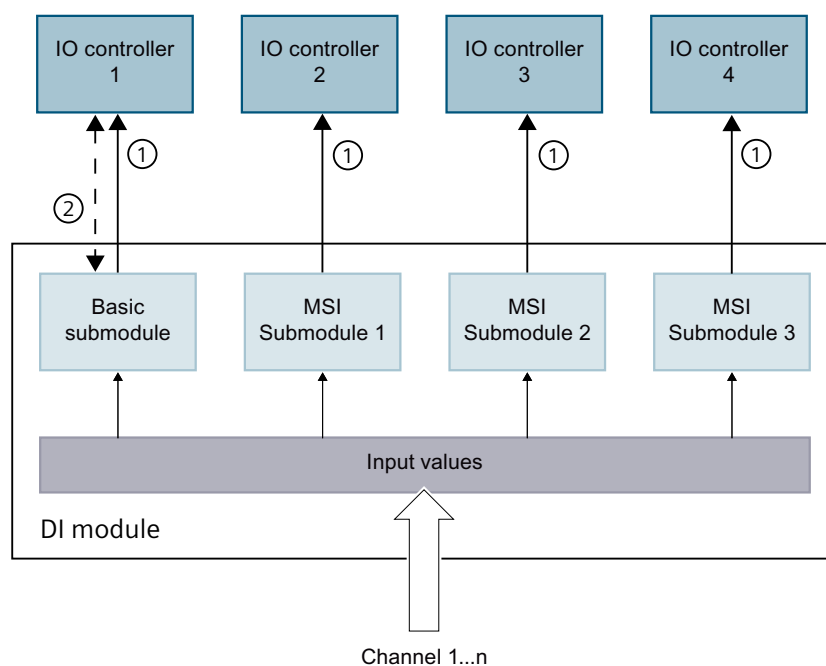 IO controller
1
IO controller
2
IO controller
3
IO controller
4
①
①
①
①
②
Basic
submodule
MSI
Submodule 1
MSI
Submodule 2
MSI
Submodule 3
Input values
DI module
Channel 1...n